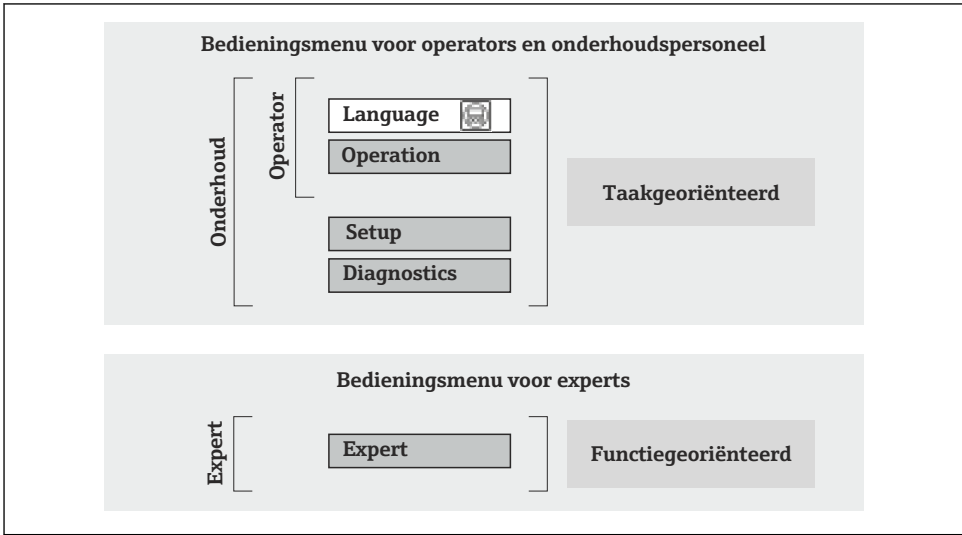 Bedieningsmenu voor operators en onderhoudspersoneel
Onderhoud
Operator
Language
Operation
Setup
Diagnostics
Taakgeoriënteerd
Bedieningsmenu voor experts
Expert
Expert
Functiegeoriënteerd